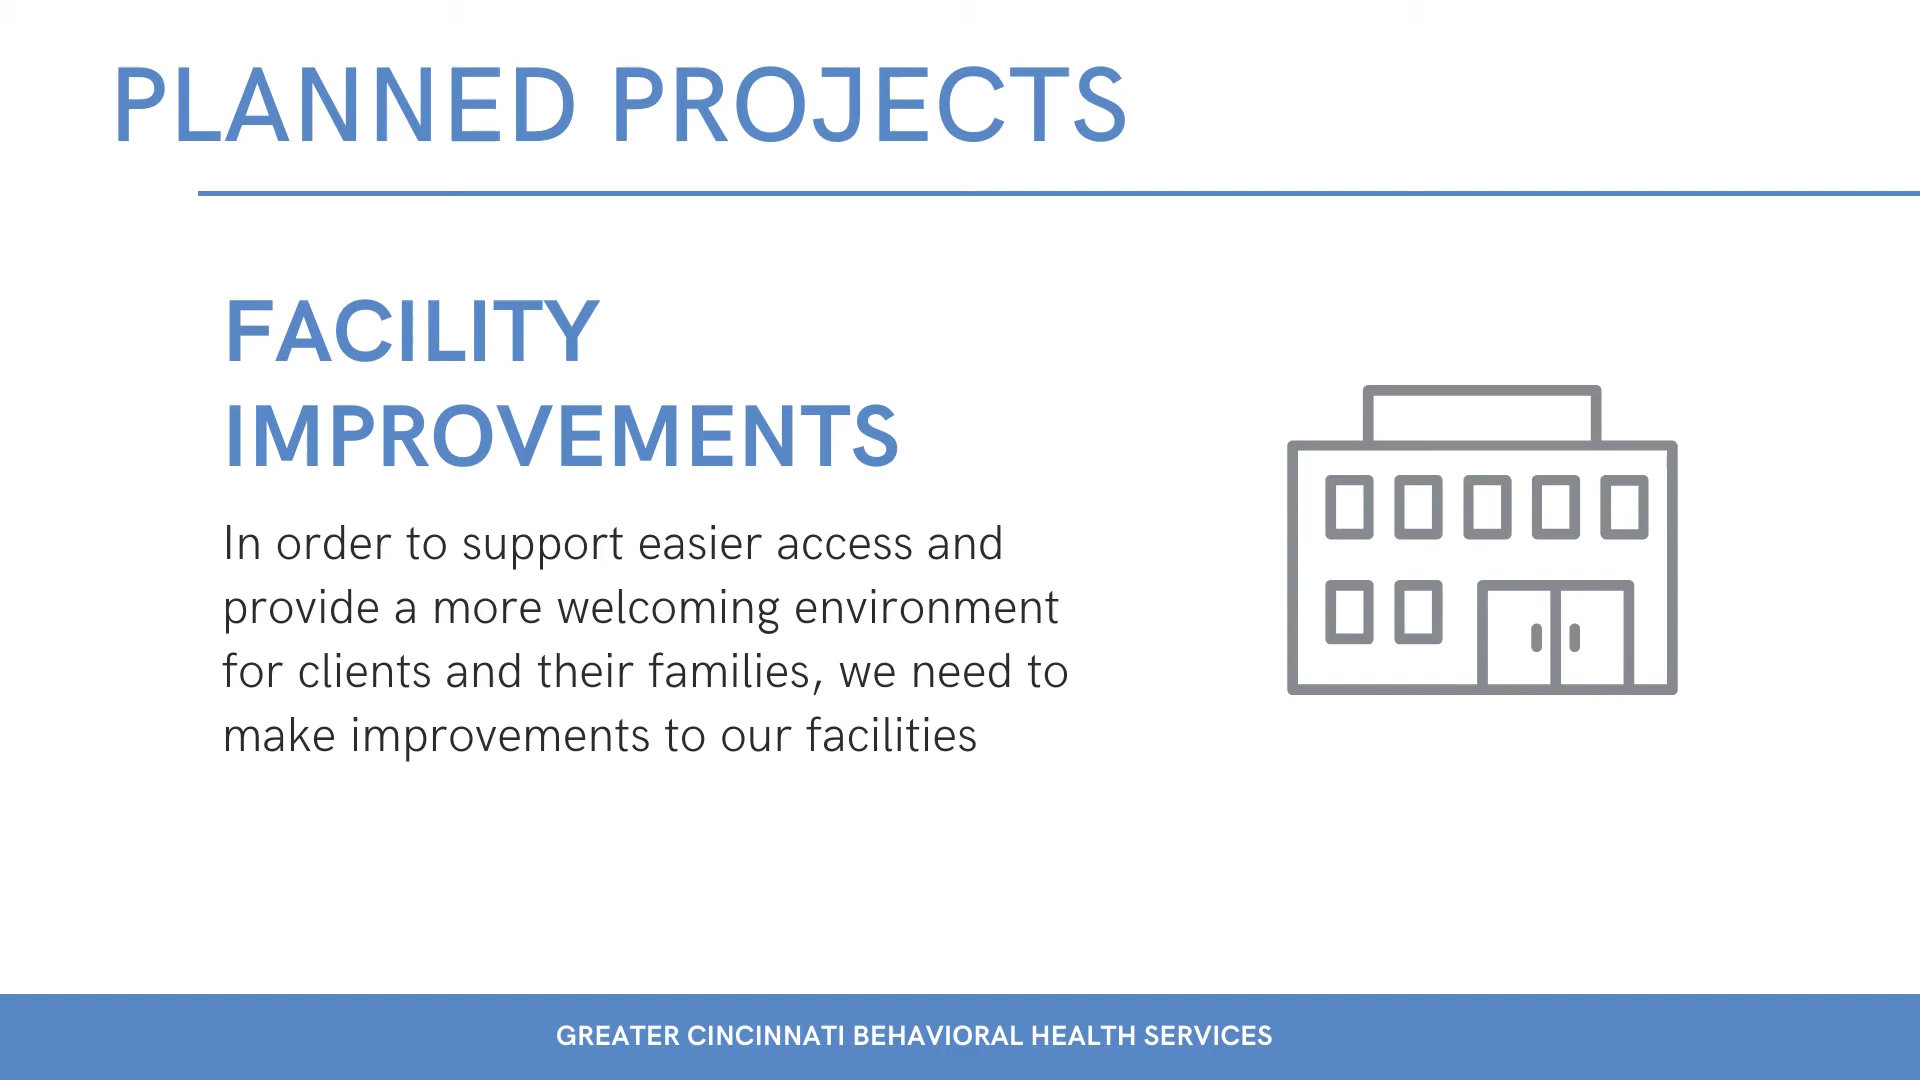 PLANNED PROJECTS
FACILITY
IMPROVEMENTS
In order to support easier access and
provide a more welcoming environment
for clients and their families, we need to
make improvements to our facilities
GREATER CINCINNATI BEHAVIORAL HEALTH SERVICES